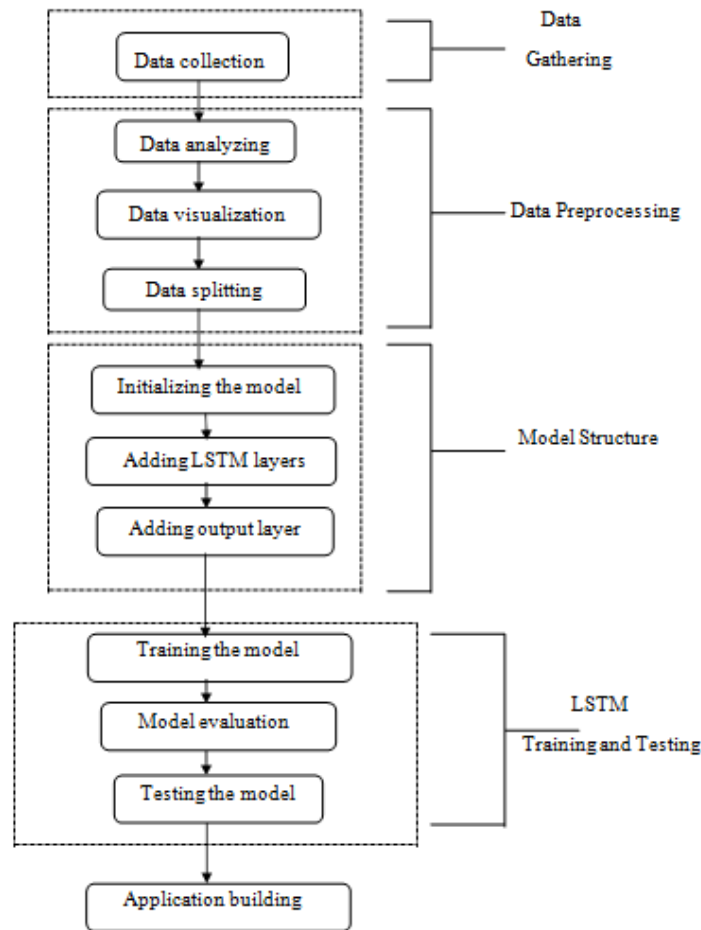 Data
Gathering
Data collection
Data analyzing
Data visualization
Data Preprocessing
Data splitting
Initializing the model
Model Structure
Adding LSTM layers
Adding output layer
Training the model
LSTM
Model evaluation
Training and Testing
Testing the model
Application building